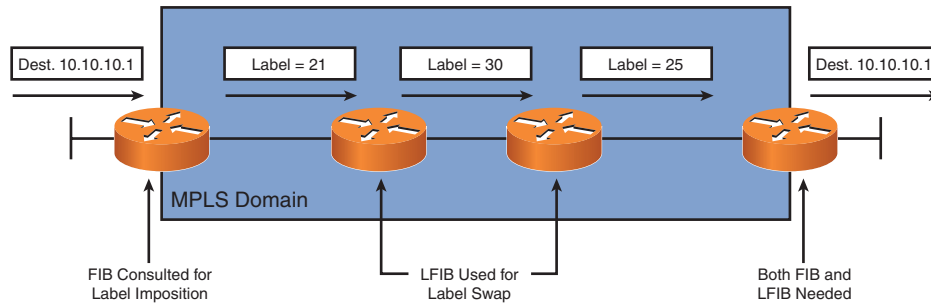 Dest. 10.10.10.1
Label = 21
Label = 30
Label = 25
Dest. 10.10.10.1
MPLS Domain
FIB Consulted for
Label Imposition
LFIB Used for
Label Swap
Both FIB and
LFIB Needed